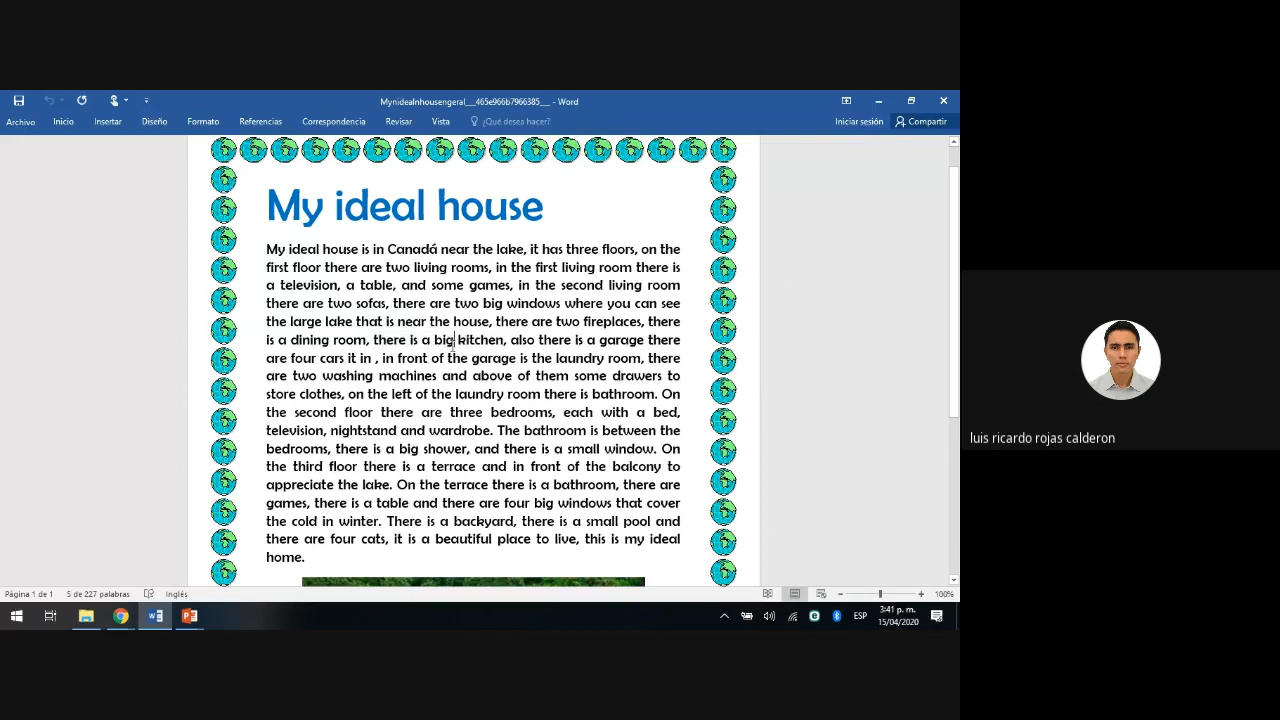 MynidealnhousengeraI___465e966b7966385___ - Word
Archivo Inicio Insertar Diseño Formato Referencias Correspondencia Revisar Vista ¿Qué desea hacer? Iniciar sesión Compartir
My ideal house
My ideal house is in Canadá near the lake, it has three floors, on the
first floor there are two living rooms, in the first living room there is
a television, a table, and some games, in the second living room
there are two sofas, there are two big windows where you can see
the large lake that is near the house, there are two fireplaces, there
is a dining room, there is a big kitchen, also there is a garage there
are four cars it in , in front of the garage is the laundry room, there
are two washing machines and above of them some drawers to
store clothes, on the left of the laundry room there is bathroom. On
the second floor there are three bedrooms, each with a bed,
television, nightstand and wardrobe. The bathroom is between the
bedrooms, there is a big shower, and there is a small window. On
the third floor there is a terrace and in front of the balcony to
appreciate the lake. On the terrace there is a bathroom, there are
games, there is a table and there are four big windows that cover
the cold in winter. There is a backyard, there is a small pool and
there are four cats, it is a beautiful place to live, this is my ideal
home.
luis ricardo rojas calderon
Página 1 de 1 5 de 227 palabras Inglés 100%
ESP 3:41 p. m.
15/04/2020